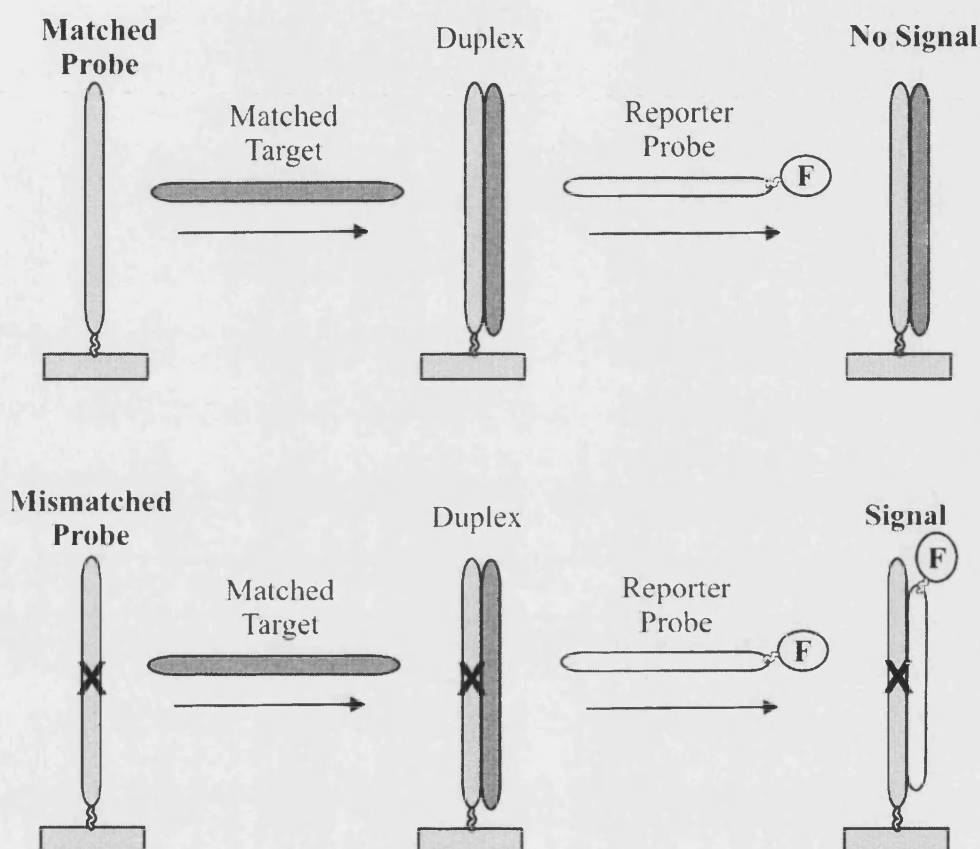 Matched
Probe
Duplex
No Signal
Matched
Target
Reporter
Probe
F
Mismatched
Probe
Duplex
Signal
F
Matched
Target
Reporter
Probe
F
X
X
X